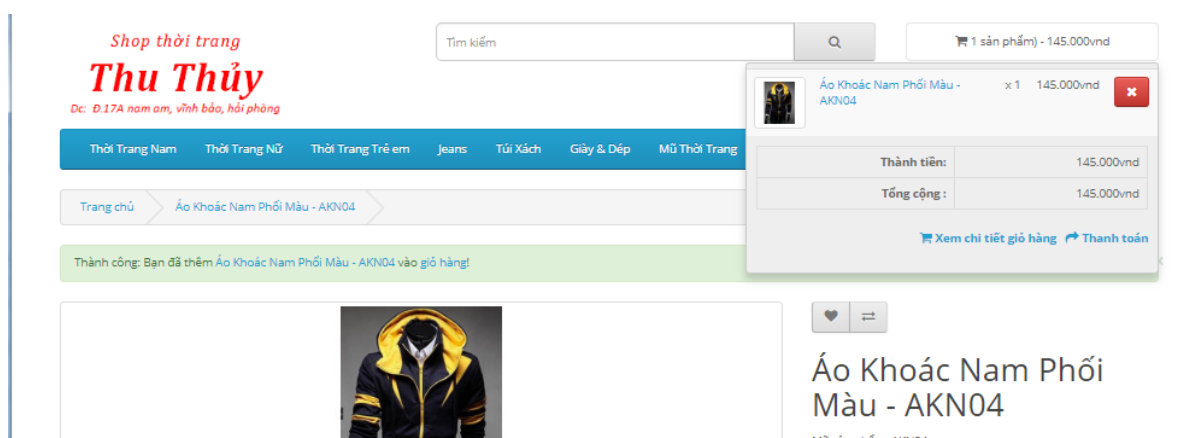 Shop thời trang
Thu Thủy
Dc: Đ.17A nam am, vĩnh bảo, hải phòng
Tìm kiếm
1 sản phẩm) - 145.000vnd
Áo Khoác Nam Phối Màu -
AKN04
x 1 145.000vnd
Thành tiền: 145.000vnd
Tổng cộng : 145.000vnd
Xem chi tiết giỏ hàng Thanh toán
Thời Trang Nam Thời Trang Nữ Thời Trang Trẻ em Jeans Túi Xách Giày & Dép Mũ Thời Trang
Trang chủ Áo Khoác Nam Phối Màu - AKN04
Thành công: Bạn đã thêm Áo Khoác Nam Phối Màu - AKN04 vào giỏ hàng!
Áo Khoác Nam Phối
Màu - AKN04